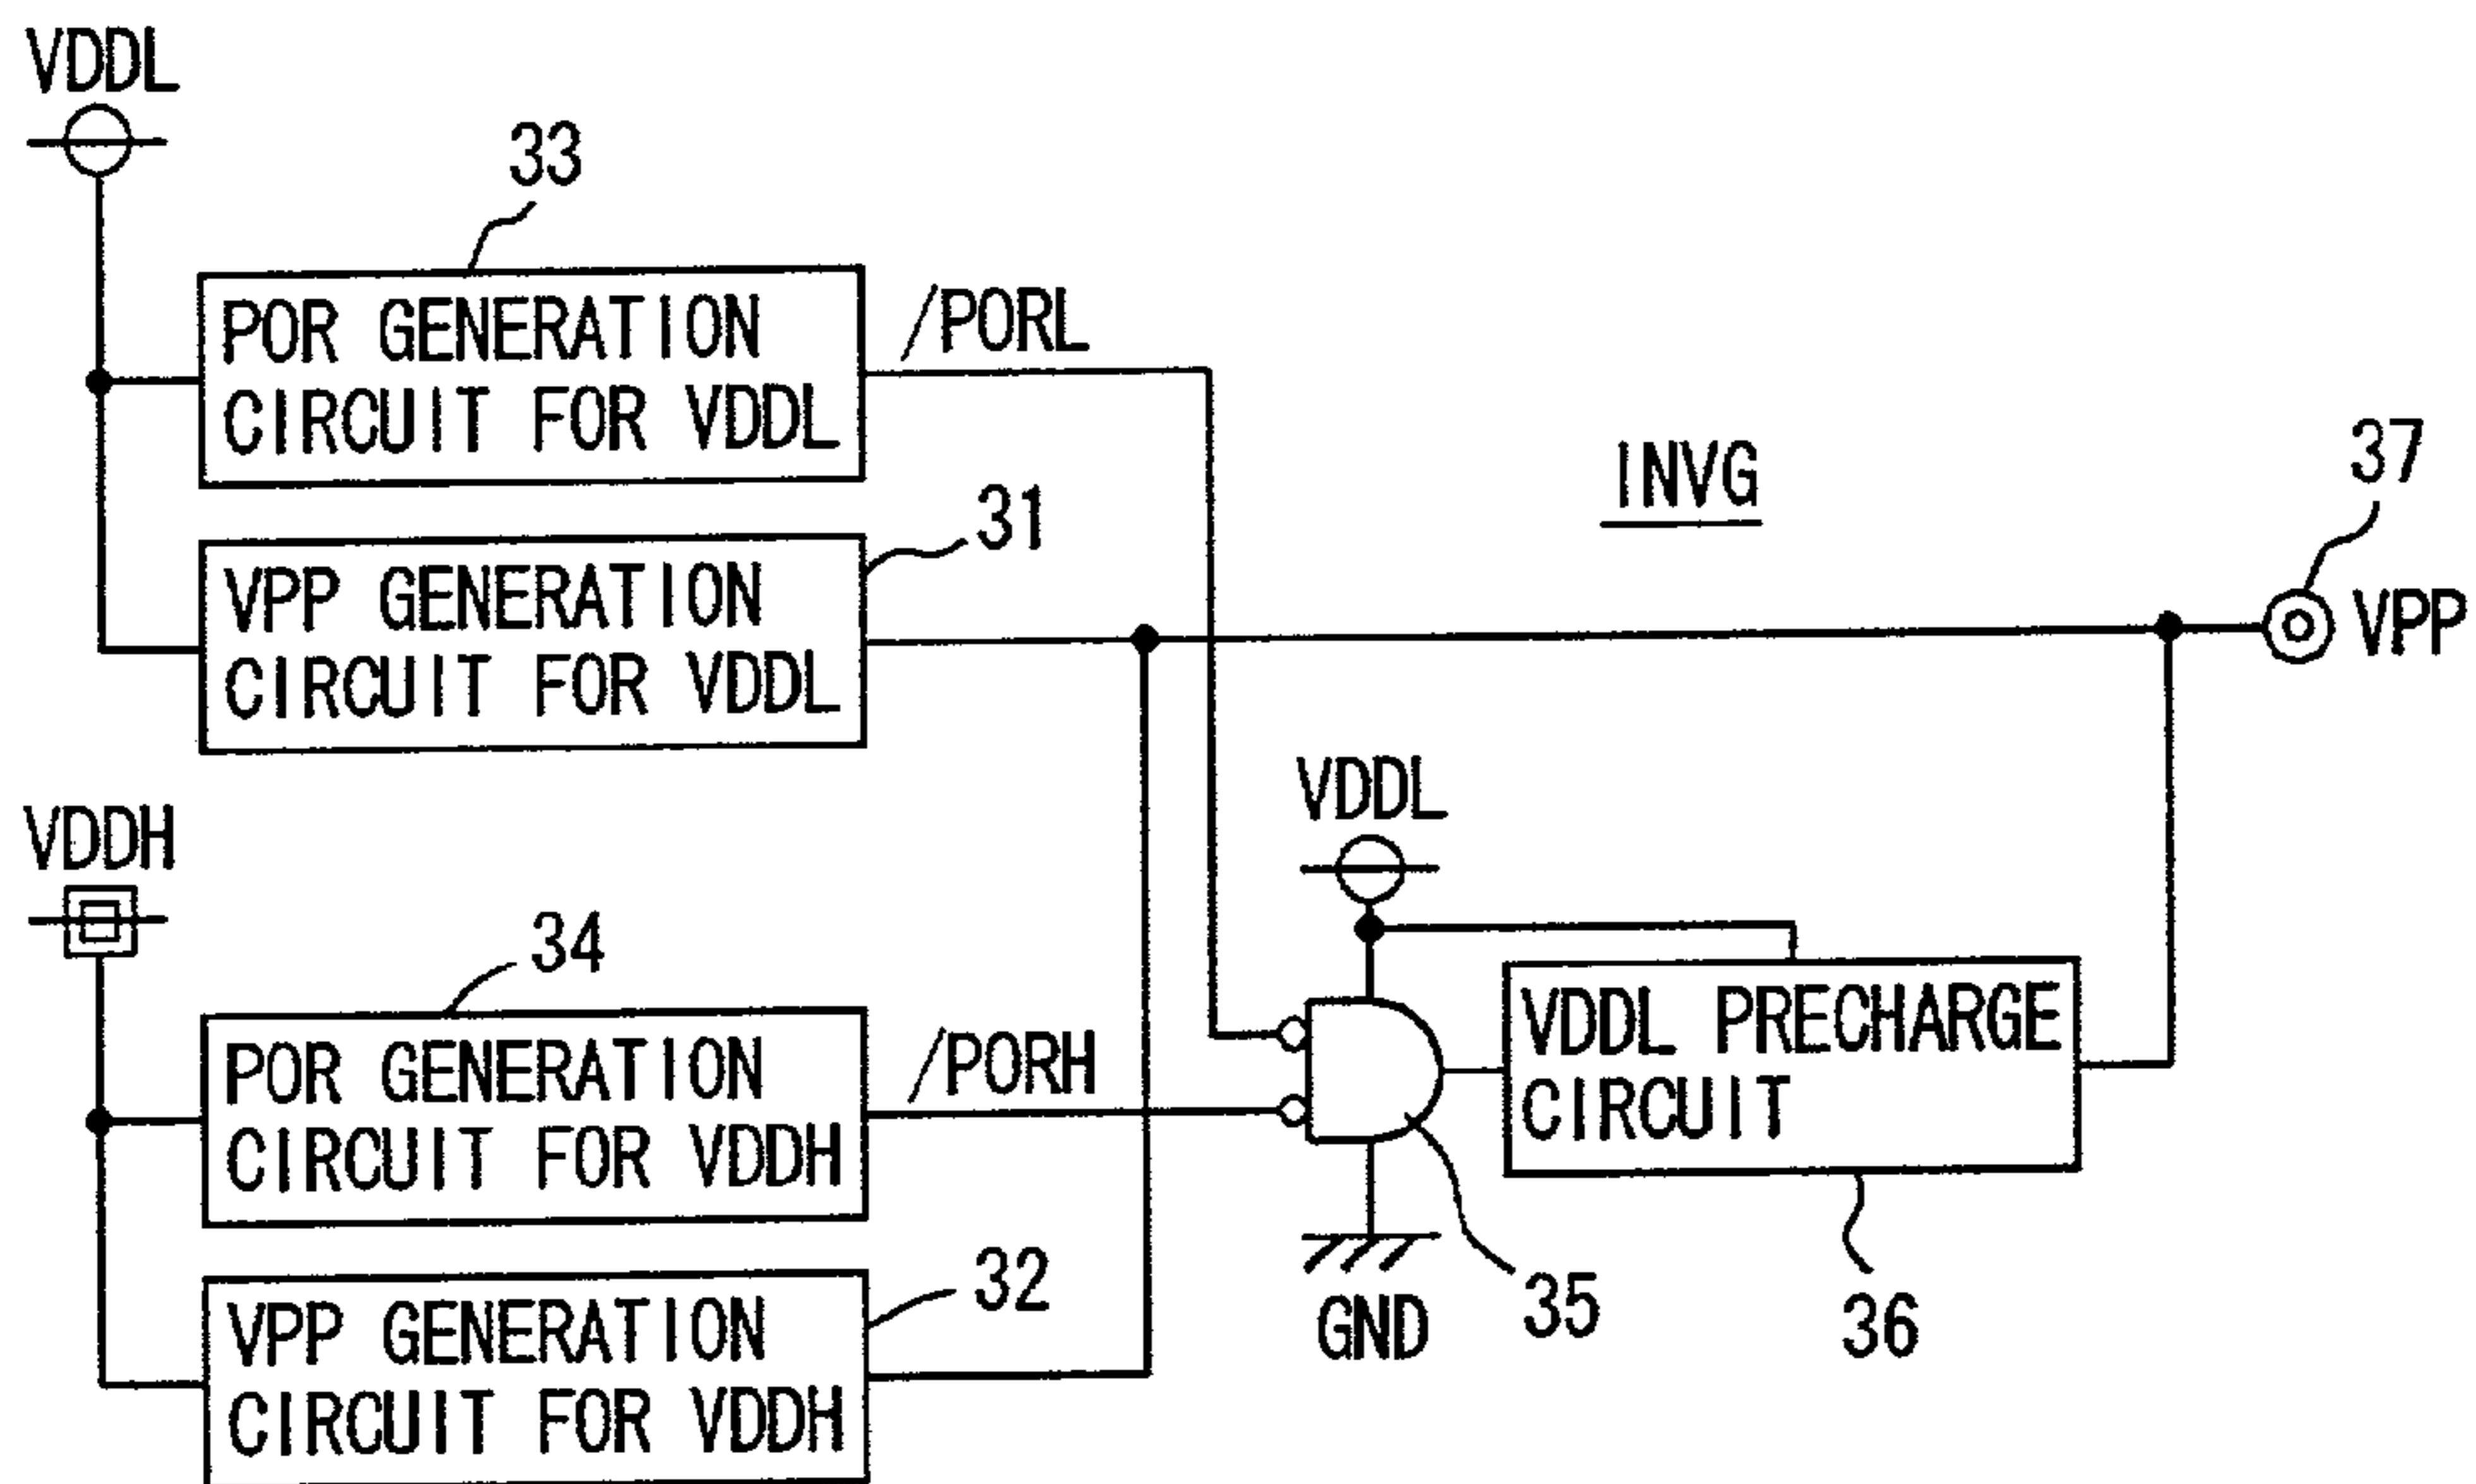 VDDL
33
POR GENERATION
CIRCUIT FOR VDDL
/PORL
31
VPP GENERATION
CIRCUIT FOR VDDL
INVG
37
VPP
VDDH
34
POR GENERATION
CIRCUIT FOR VDDH
/PORH
32
VPP GENERATION
CIRCUIT FOR VDDH
VDDL
VDDL PRECHARGE
CIRCUIT
GND
35
36